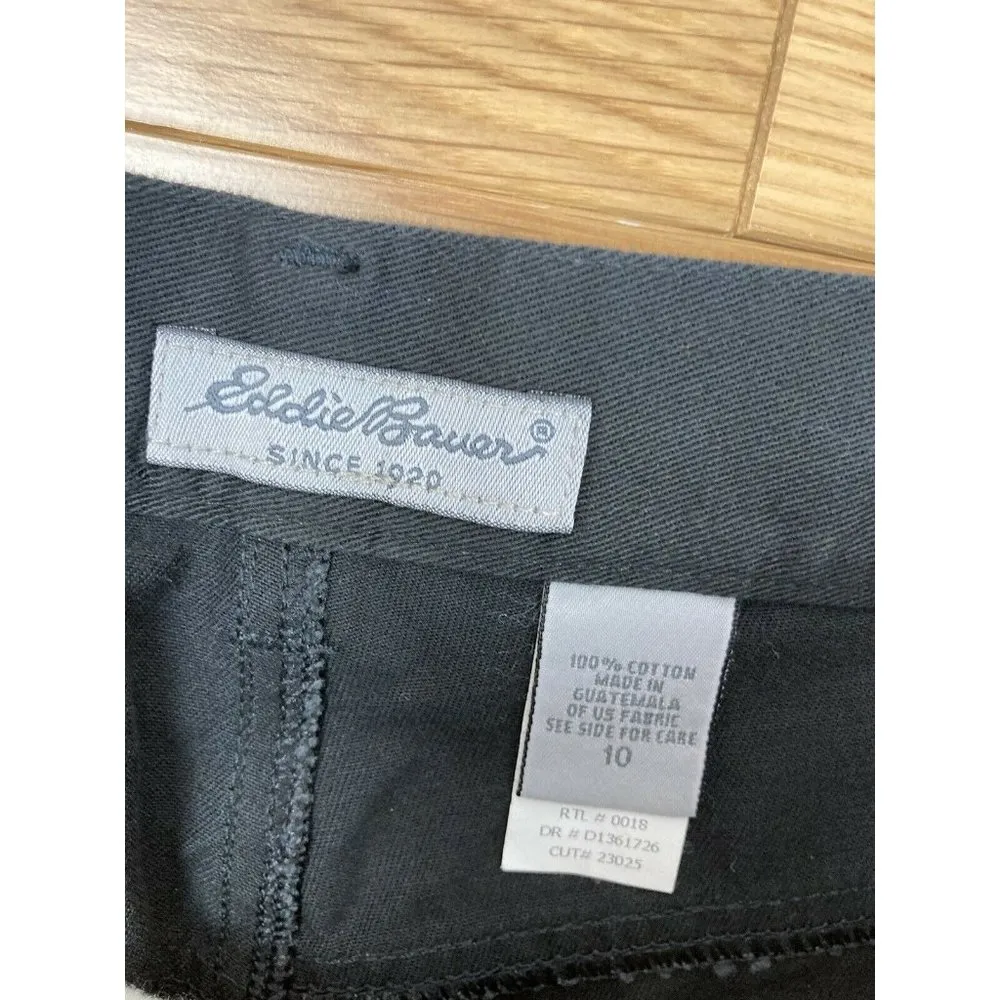 Eddie Bauer®
SINCE 1920
100% COTTON
MADE IN
GUATEMALA
OF US FABRIC
SEE SIDE FOR CARE
10
RTL # 0018
DR # D1361726
CUT# 23025